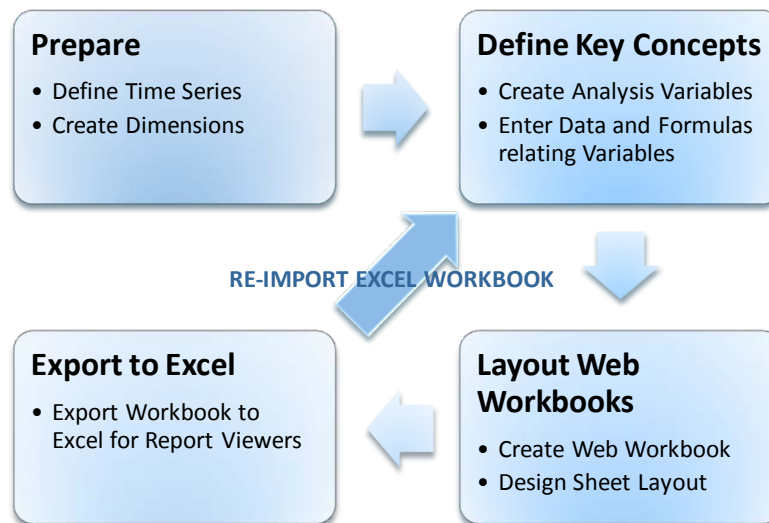 Prepare
• Define Time Series
• Create Dimensions
Define Key Concepts
• Create Analysis Variables
• Enter Data and Formulas
relating Variables
RE-IMPORT EXCEL WORKBOOK
Export to Excel
• Export Workbook to
Excel for Report Viewers
Layout Web
Workbooks
• Create Web Workbook
• Design Sheet Layout